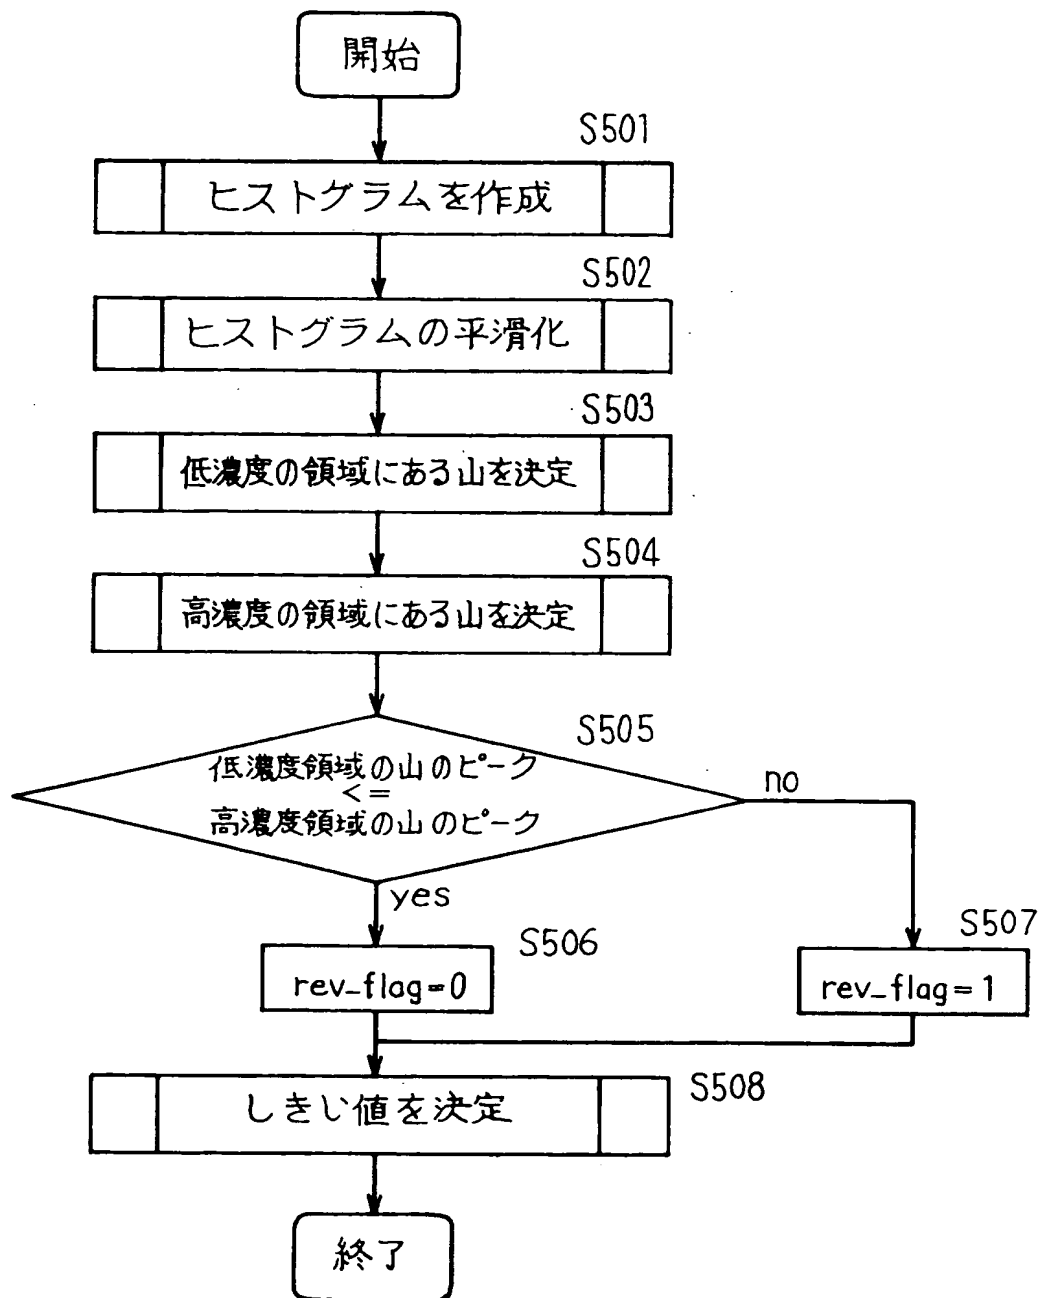 開始
S501
ヒストグラムを作成
S502
ヒストグラムの平滑化
S503
低濃度の領域にある山を決定
S504
高濃度の領域にある山を決定
S505
低濃度領域の山のピーク
<=
高濃度領域の山のピーク
no
yes
S506
rev_flag=0
S507
rev_flag=1
S508
しきい値を決定
終了